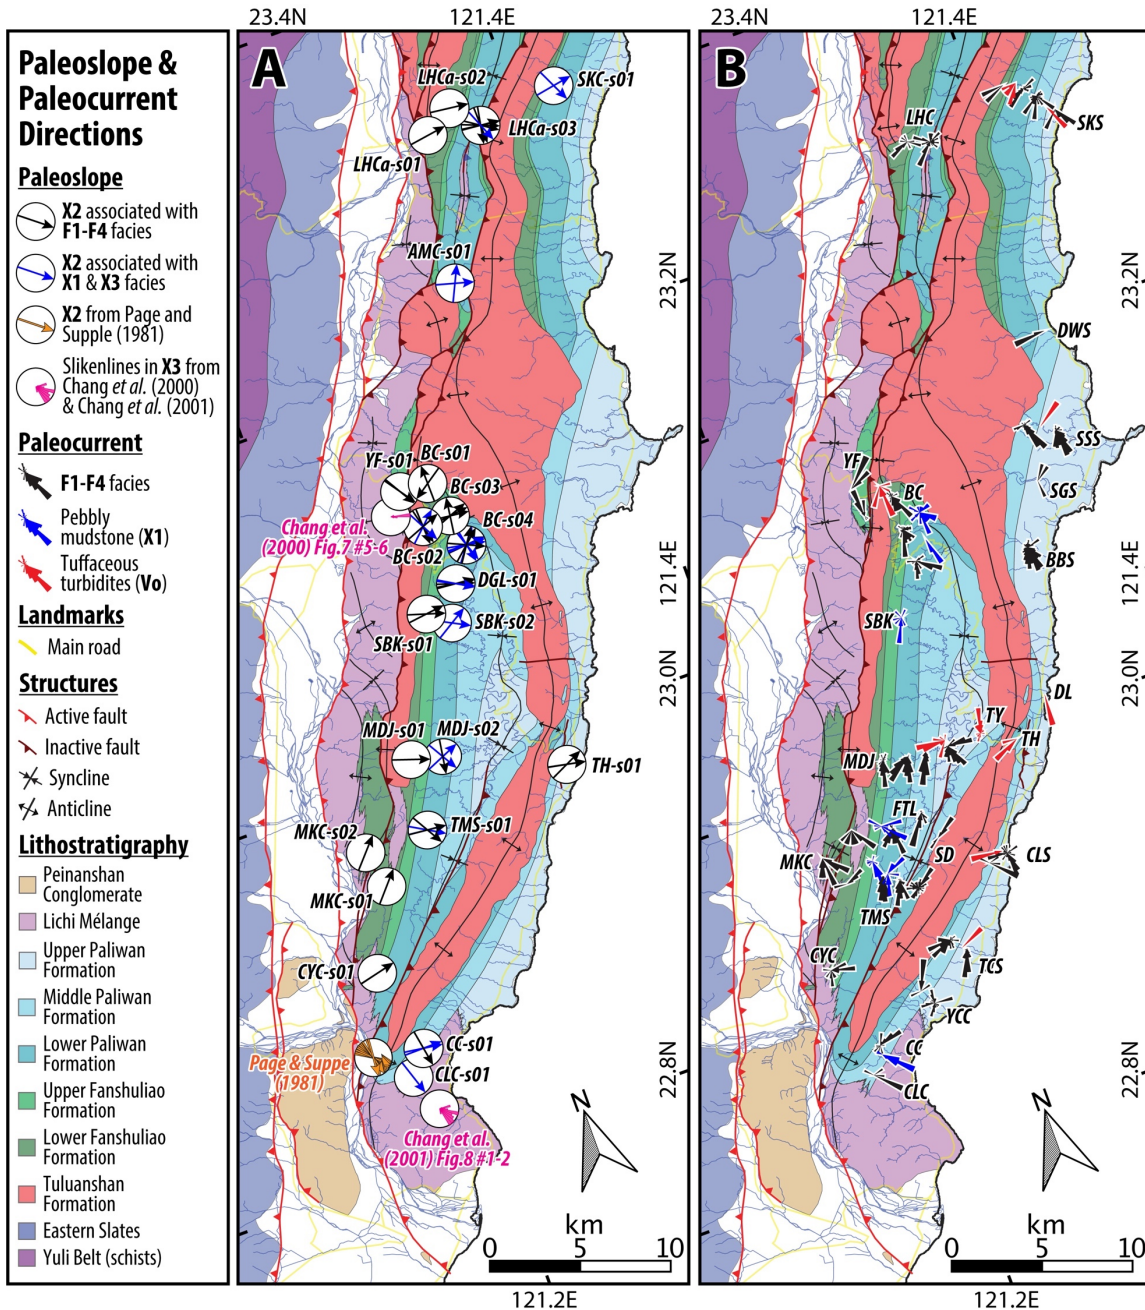 Paleoslope &
Paleocurrent
Directions
Paleoslope
X2 associated with
F1-F4 facies
X2 associated with
X1 & X3 facies
X2 from Page and
Supple (1981)
Slikenlines in X3 from
Chang et al. (2000)
& Chang et al. (2001)
Paleocurrent
F1-F4 facies
Pebbly
mudstone (X1)
Tuffaceous
turbidites (Vo)
Landmarks
Main road
Structures
Active fault
Inactive fault
Syncline
Anticline
Lithostratigraphy
Peinanshan
Conglomerate
Lichi Mélange
Upper Paliwan
Formation
Middle Paliwan
Formation
Lower Paliwan
Formation
Upper Fanshuliao
Formation
Lower Fanshuliao
Formation
Tuluanshan
Formation
Eastern Slates
Yuli Belt (schists)
23.4N
121.4E
A
LHCa-s02
SKC-s01
LHCa-s03
LHCa-s01
AMC-s01
23.2N
YF-s01
BC-s01
BC-s03
Chang et al.
(2000) Fig.7 #5-6
BC-s04
BC-s02
DGL-s01
121.4E
SBK-s02
SBK-s01
23.0N
MDJ-s01
MDJ-s02
TH-s01
MKC-s02
TMS-s01
MKC-s01
CYC-s01
CC-s01
Page & Suppe
(1981)
CLC-s01
22.8N
Chang et al.
(2001) Fig.8 #1-2
N
km
0
5
10
121.2E
23.4N
121.4E
B
LHC
SKS
23.2N
DWS
SSS
YF
SGS
BC
BBS
121.4E
SBK
23.0N
DL
TY
TH
MDJ
FTL
SD
CLS
MKC
TMS
CYC
TCS
YCC
CC
CLC
22.8N
N
km
0
5
10
121.2E